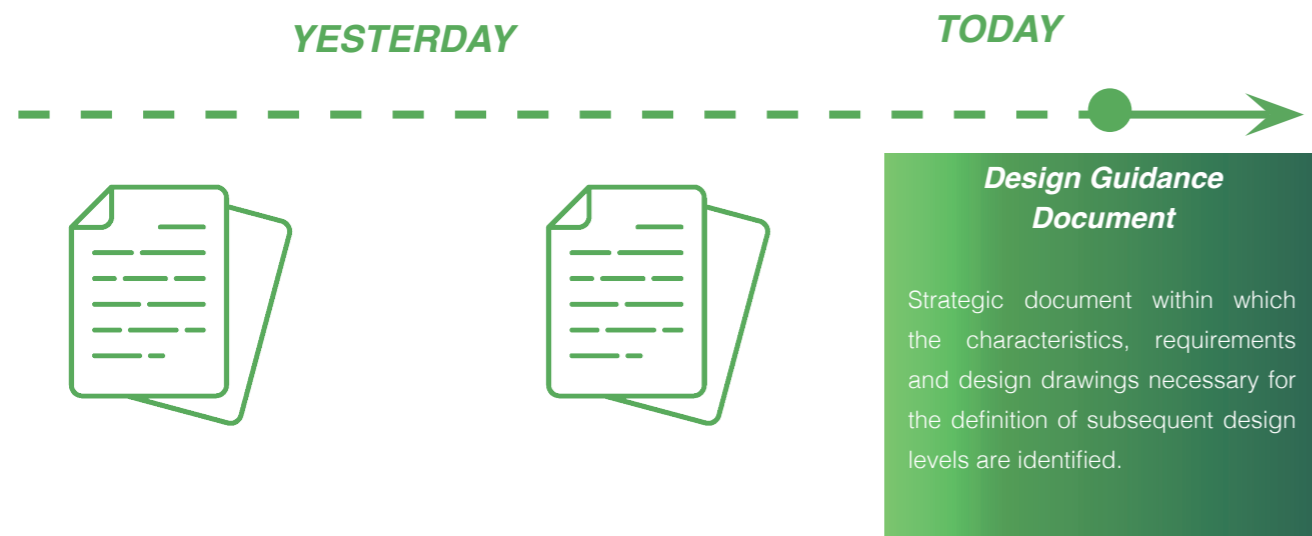 YESTERDAY
TODAY
Design Guidance
Document
Strategic document within which
the characteristics, requirements
and design drawings necessary for
the definition of subsequent design
levels are identified.